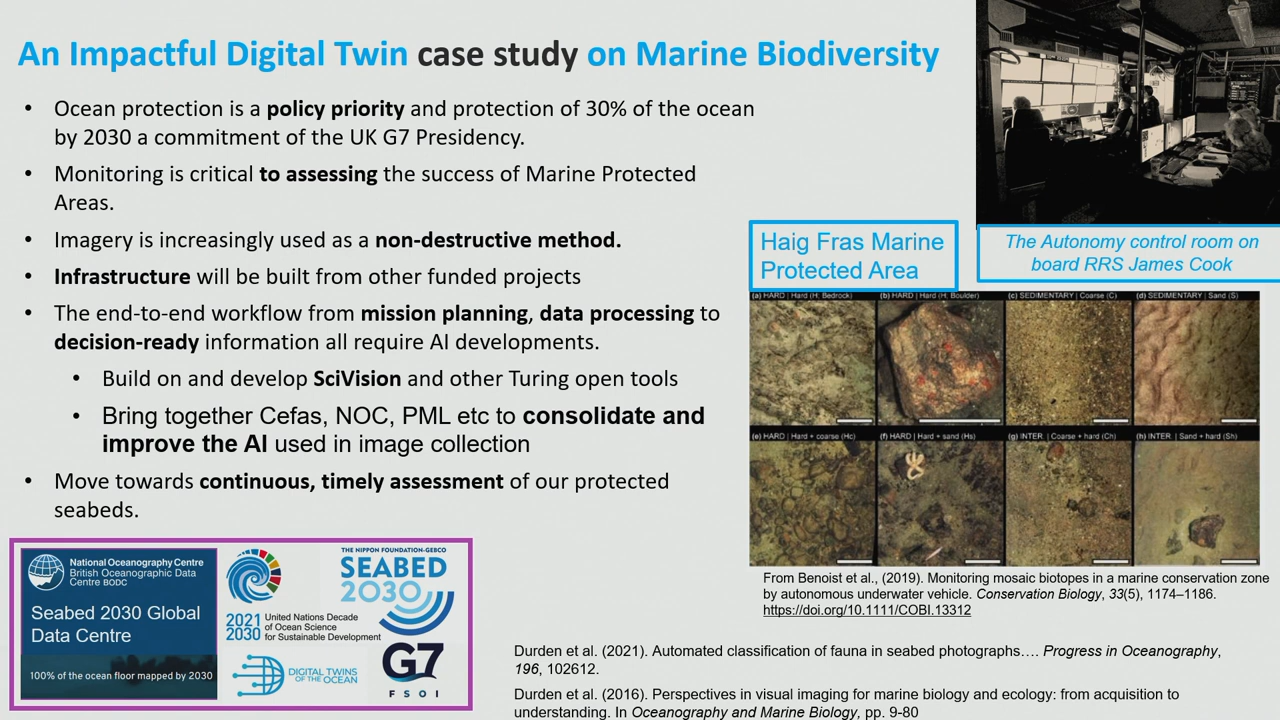 An Impactful Digital Twin case study on Marine Biodiversity
• Ocean protection is a policy priority and protection of 30% of the ocean
by 2030 a commitment of the UK G7 Presidency.
• Monitoring is critical to assessing the success of Marine Protected
Areas.
• Imagery is increasingly used as a non-destructive method.
• Infrastructure will be built from other funded projects
• The end-to-end workflow from mission planning, data processing to
decision-ready information all require AI developments.
• Build on and develop SciVision and other Turing open tools
• Bring together Cefas, NOC, PML etc to consolidate and
improve the AI used in image collection
• Move towards continuous, timely assessment of our protected
seabeds.
The Autonomy control room on
board RRS James Cook
Haig Fras Marine
Protected Area
(a) HARD | Hard (H; Bedrock)
(b) HARD | Hard (H; Boulder)
(c) SEDIMENTARY | Coarse (C)
(d) SEDIMENTARY | Sand (S)
(e) HARD | Hard + coarse (Hc)
(f) HARD | Hard + sand (Hs)
(g) INTER. | Coarse + hard (Ch)
(h) INTER. | Sand + hard (Sh)
From Benoist et al., (2019). Monitoring mosaic biotopes in a marine conservation zone
by autonomous underwater vehicle. Conservation Biology, 33(5), 1174–1186.
https://doi.org/10.1111/COBI.13312
National Oceanography Centre
British Oceanographic Data
Centre BODC
Seabed 2030 Global
Data Centre
100% of the ocean floor mapped by 2030
2021
2030
United Nations Decade
of Ocean Science
for Sustainable Development
THE NIPPON FOUNDATION-GEBCO
SEABED
2030
DIGITAL TWINS
OF THE OCEAN
G7
FSOI
Durden et al. (2021). Automated classification of fauna in seabed photographs…. Progress in Oceanography,
196, 102612.
Durden et al. (2016). Perspectives in visual imaging for marine biology and ecology: from acquisition to
understanding. In Oceanography and Marine Biology, pp. 9-80